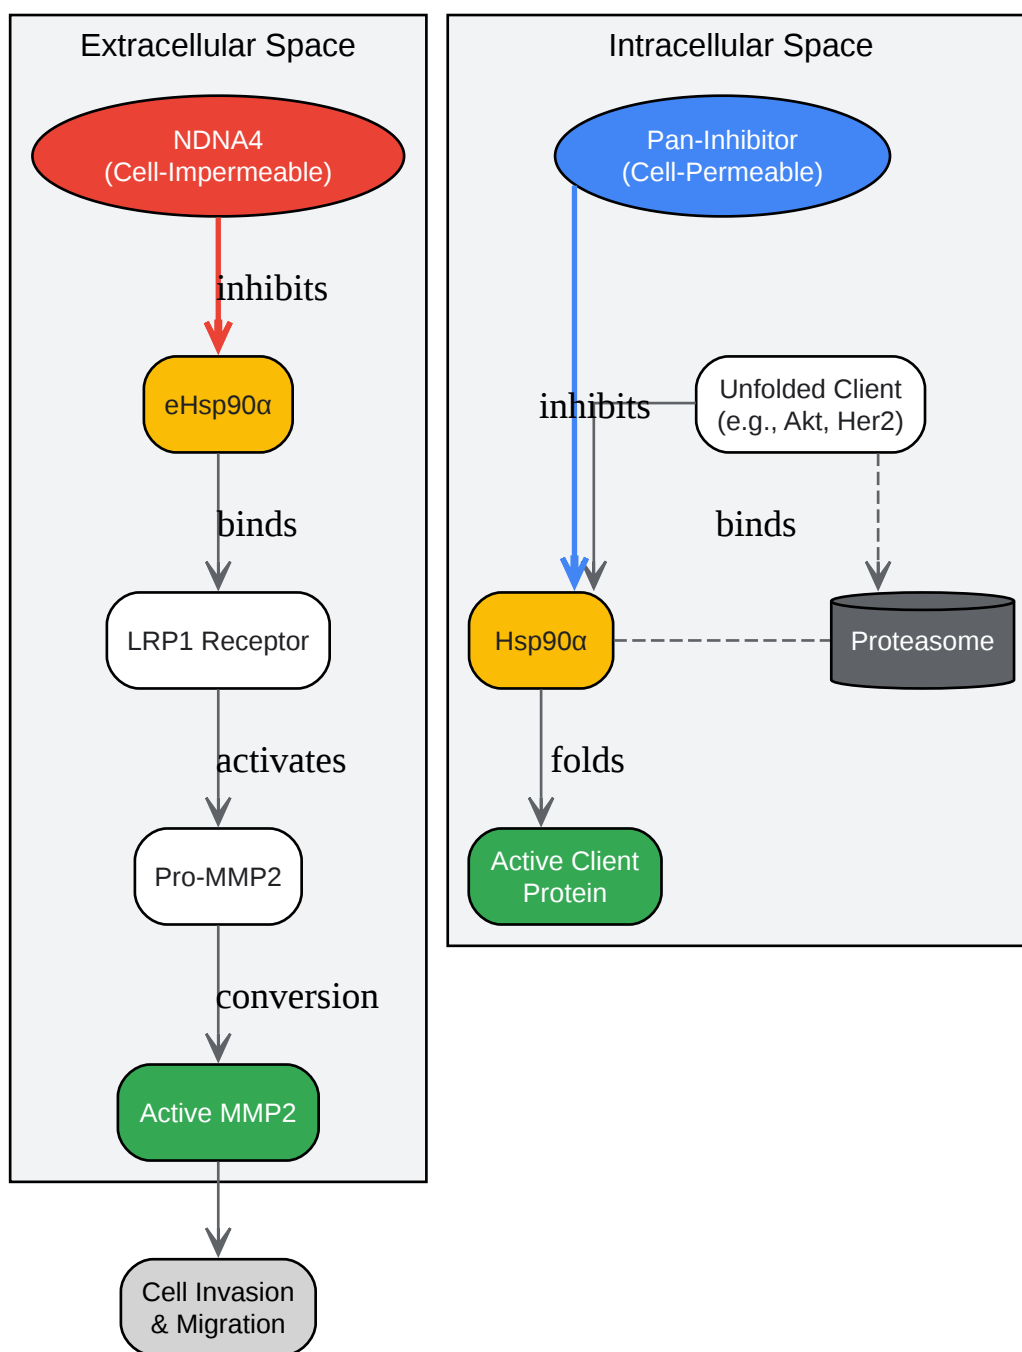 Extracellular Space
NDNA4
(Cell-Impermeable)
inhibits
eHsp90α
binds
LRP1 Receptor
activates
Pro-MMP2
conversion
Active MMP2
Cell Invasion
& Migration
Intracellular Space
Pan-Inhibitor
(Cell-Permeable)
inhibits
Unfolded Client
(e.g., Akt, Her2)
binds
Hsp90α
Proteasome
folds
Active Client
Protein